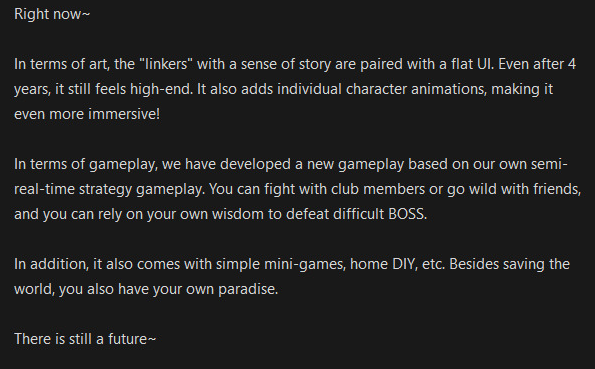 Right now~
In terms of art, the "linkers" with a sense of story are paired with a flat UI. Even after 4
years, it still feels high-end. It also adds individual character animations, making it
even more immersive!
In terms of gameplay, we have developed a new gameplay based on our own semi-
real-time strategy gameplay. You can fight with club members or go wild with friends,
and you can rely on your own wisdom to defeat difficult BOSS.
In addition, it also comes with simple mini-games, home DIY, etc. Besides saving the
world, you also have your own paradise.
There is still a future~